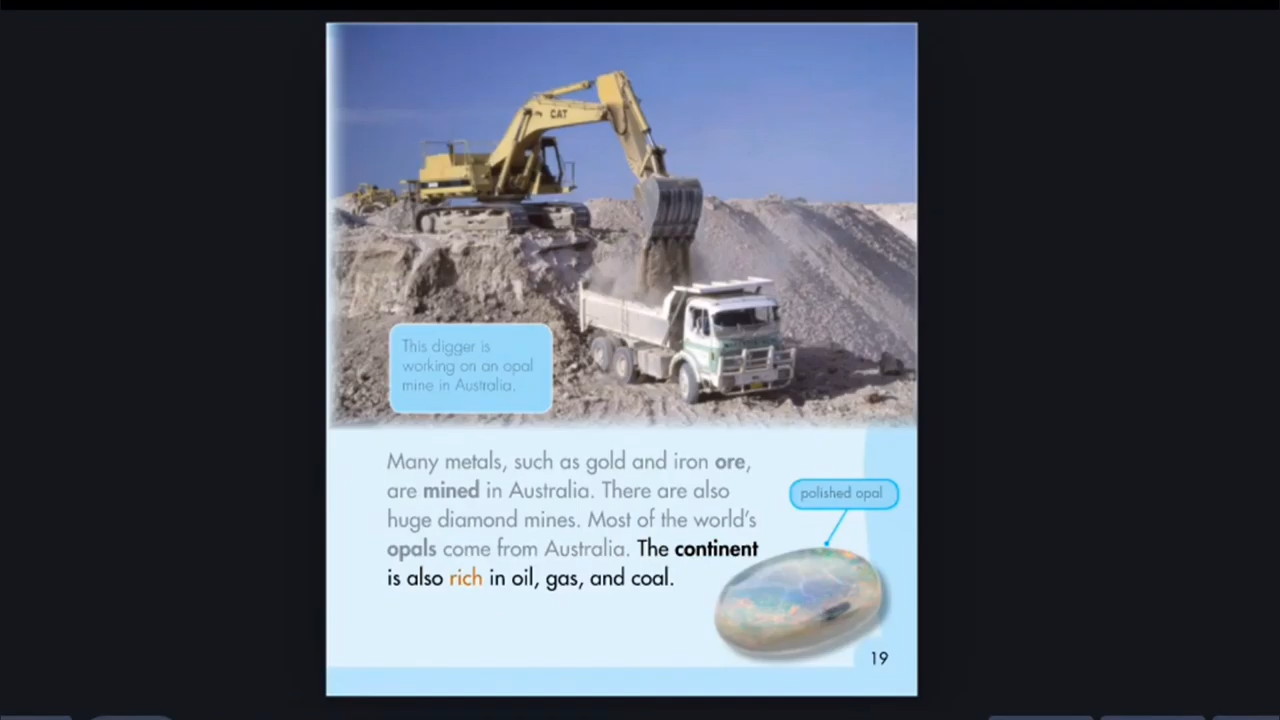 CAT
This digger is
working on an opal
mine in Australia.
Many metals, such as gold and iron ore,
are mined in Australia. There are also
huge diamond mines. Most of the world's
opals come from Australia. The continent
is also rich in oil, gas, and coal.
polished opal
19